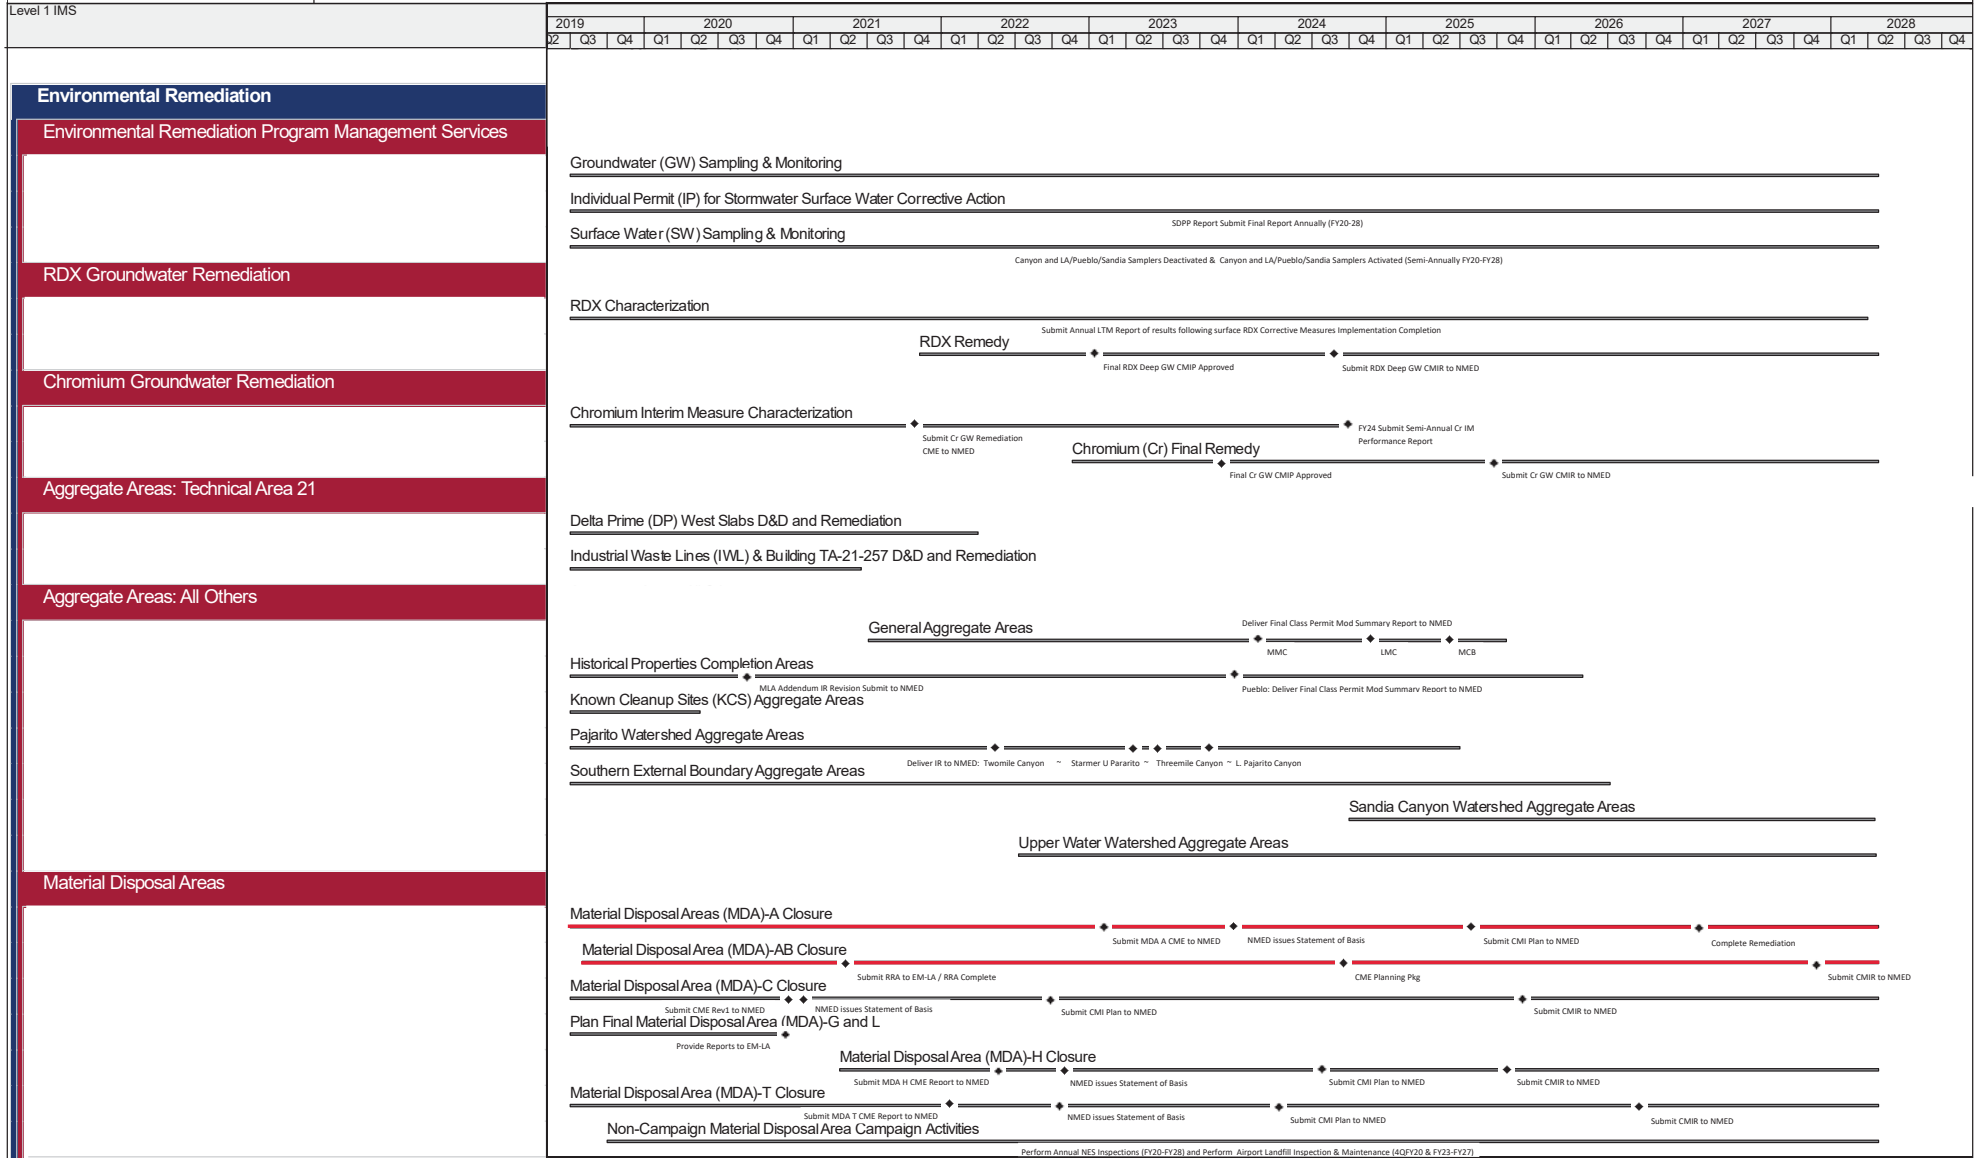 Level 1 IMS
2019 2020 2021 2022 2023 2024 2025 2026 2027 2028
Q2 Q3 Q4 Q1 Q2 Q3 Q4 Q1 Q2 Q3 Q4 Q1 Q2 Q3 Q4 Q1 Q2 Q3 Q4 Q1 Q2 Q3 Q4 Q1 Q2 Q3 Q4 Q1 Q2 Q3 Q4 Q1 Q2 Q3 Q4 Q1 Q2 Q3 Q4
Environmental Remediation
Environmental Remediation Program Management Services
Groundwater (GW) Sampling & Monitoring
Individual Permit (IP) for Stormwater Surface Water Corrective Action
SDPP Report Submit Final Report Annually (FY20-28)
Surface Water (SW) Sampling & Monitoring
Canyon and LA/Pueblo/Sandia Samplers Deactivated & Canyon and LA/Pueblo/Sandia Samplers Activated (Semi-Annually FY20-FY28)
RDX Groundwater Remediation
RDX Characterization
Submit Annual LTM Report of results following surface RDX Corrective Measures Implementation Completion
RDX Remedy
Final RDX Deep GW CMIP Approved
Submit RDX Deep GW CMIR to NMED
Chromium Groundwater Remediation
Chromium Interim Measure Characterization
Submit Cr GW Remediation
CME to NMED
FY24 Submit Semi-Annual Cr IM
Performance Report
Chromium (Cr) Final Remedy
Final Cr GW CMIP Approved
Submit Cr GW CMIR to NMED
Aggregate Areas: Technical Area 21
Delta Prime (DP) West Slabs D&D and Remediation
Industrial Waste Lines (IWL) & Building TA-21-257 D&D and Remediation
Aggregate Areas: All Others
General Aggregate Areas
Deliver Final Class Permit Mod Summary Report to NMED
MMC
LMC
MCB
Historical Properties Completion Areas
MLA Addendum IR Revision Submit to NMED
Pueblo: Deliver Final Class Permit Mod Summary Report to NMED
Known Cleanup Sites (KCS) Aggregate Areas
Pajarito Watershed Aggregate Areas
Deliver IR to NMED: Twomile Canyon ~ Starmer U Pararito ~ Threemile Canyon ~ L. Pajarito Canyon
Southern External Boundary Aggregate Areas
Sandia Canyon Watershed Aggregate Areas
Upper Water Watershed Aggregate Areas
Material Disposal Areas
Material Disposal Areas (MDA)-A Closure
Submit MDA A CME to NMED
NMED issues Statement of Basis
Submit CMI Plan to NMED
Complete Remediation
Material Disposal Area (MDA)-AB Closure
Submit RRA to EM-LA / RRA Complete
CME Planning Pkg
Submit CMIR to NMED
Material Disposal Area (MDA)-C Closure
Submit CME Rev1 to NMED
NMED issues Statement of Basis
Submit CMI Plan to NMED
Submit CMIR to NMED
Plan Final Material Disposal Area (MDA)-G and L
Provide Reports to EM-LA
Material Disposal Area (MDA)-H Closure
Submit MDA H CME Report to NMED
NMED issues Statement of Basis
Submit CMI Plan to NMED
Submit CMIR to NMED
Material Disposal Area (MDA)-T Closure
Submit MDA T CME Report to NMED
NMED issues Statement of Basis
Submit CMI Plan to NMED
Submit CMIR to NMED
Non-Campaign Material Disposal Area Campaign Activities
Perform Annual NES Inspections (FY20-FY28) and Perform Airport Landfill Inspection & Maintenance (4QFY20 & FY23-FY27)